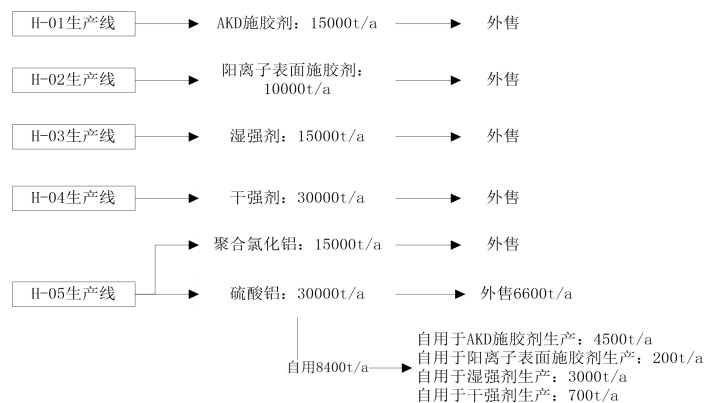 H-01生产线 AKD施胶剂：15000t/a 外售
H-02生产线 阳离子表面施胶剂：
10000t/a 外售
H-03生产线 湿强剂：15000t/a 外售
H-04生产线 干强剂：30000t/a 外售
聚合氯化铝：15000t/a 外售
H-05生产线 硫酸铝：30000t/a 外售6600t/a
自用8400t/a
自用于AKD施胶剂生产：4500t/a
自用于阳离子表面施胶剂生产：200t/a
自用于湿强剂生产：3000t/a
自用于干强剂生产：700t/a